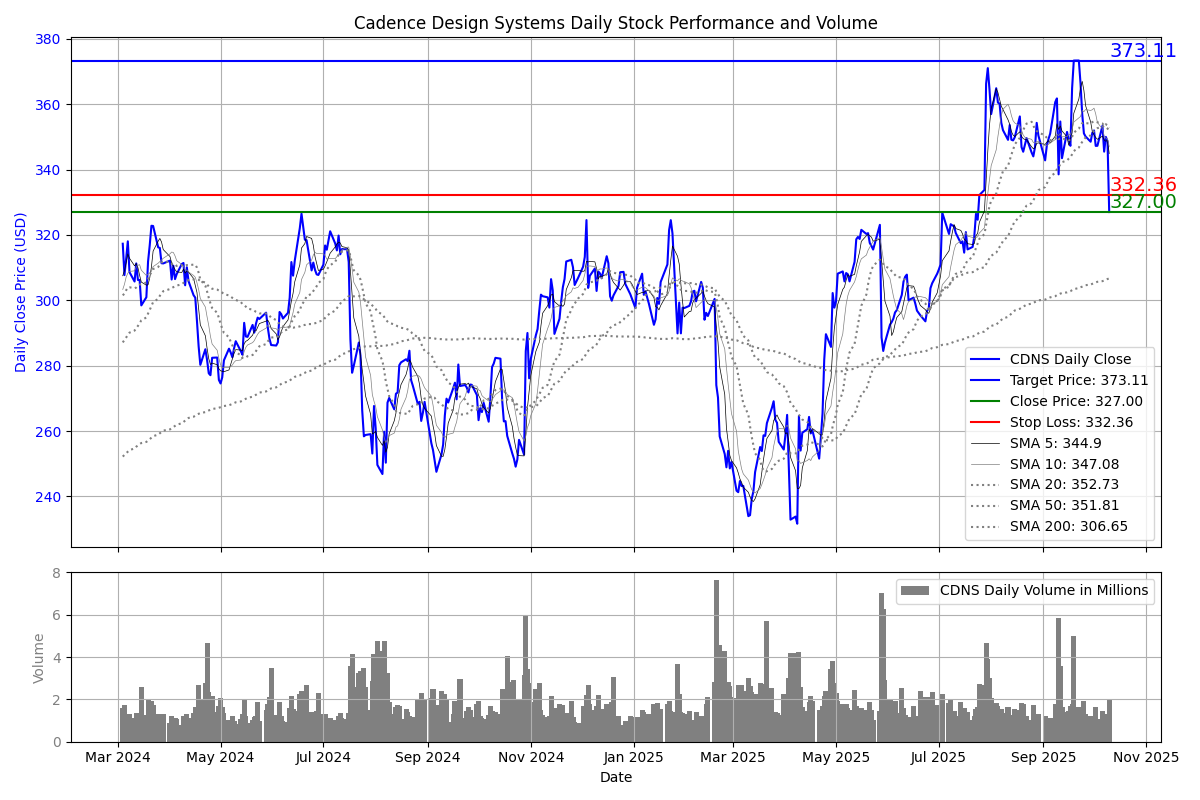 Cadence Design Systems Daily Stock Performance and Volume
380
360
340
320
300
280
260
240
Daily Close Price (USD)
373.11
332.36
327.00
CDNS Daily Close
Target Price: 373.11
Close Price: 327.00
Stop Loss: 332.36
SMA 5: 344.9
SMA 10: 347.08
SMA 20: 352.73
SMA 50: 351.81
SMA 200: 306.65
8
6
4
2
0
Volume
CDNS Daily Volume in Millions
Mar 2024 May 2024 Jul 2024 Sep 2024 Nov 2024 Jan 2025 Mar 2025 May 2025 Jul 2025 Sep 2025 Nov 2025
Date